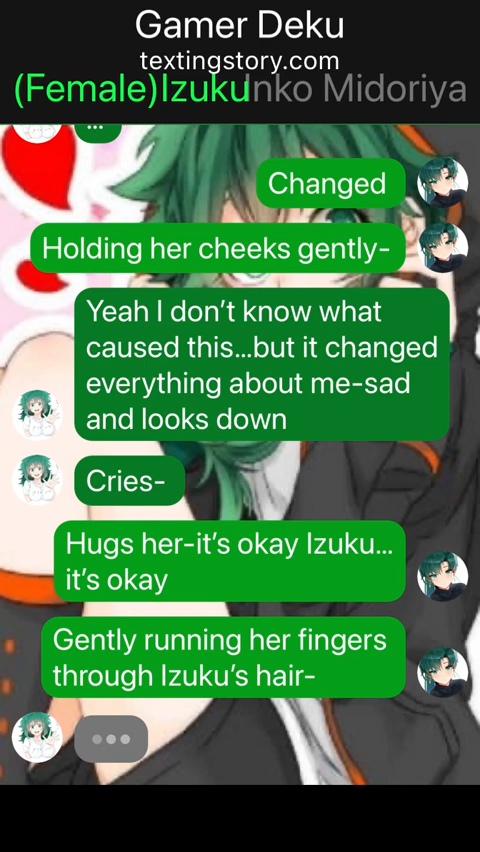 Gamer Deku
textingstory.com
(Female)Izuku Inko Midoriya
...
Changed
Holding her cheeks gently-
Yeah I don't know what
caused this...but it changed
everything about me-sad
and looks down
Cries-
Hugs her-it's okay Izuku...
it's okay
Gently running her fingers
through Izuku's hair-